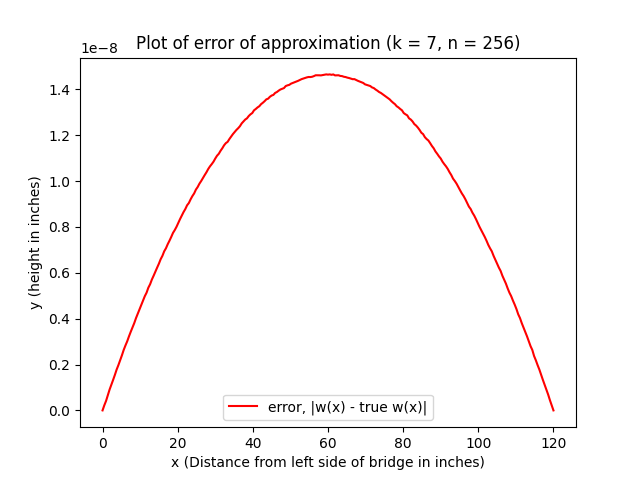 Plot of error of approximation (k = 7, n = 256)
1e−8
1.4
1.2
1.0
0.8
0.6
0.4
0.2
0.0
y (height in inches)
error, |w(x) - true w(x)|
0 20 40 60 80 100 120
x (Distance from left side of bridge in inches)